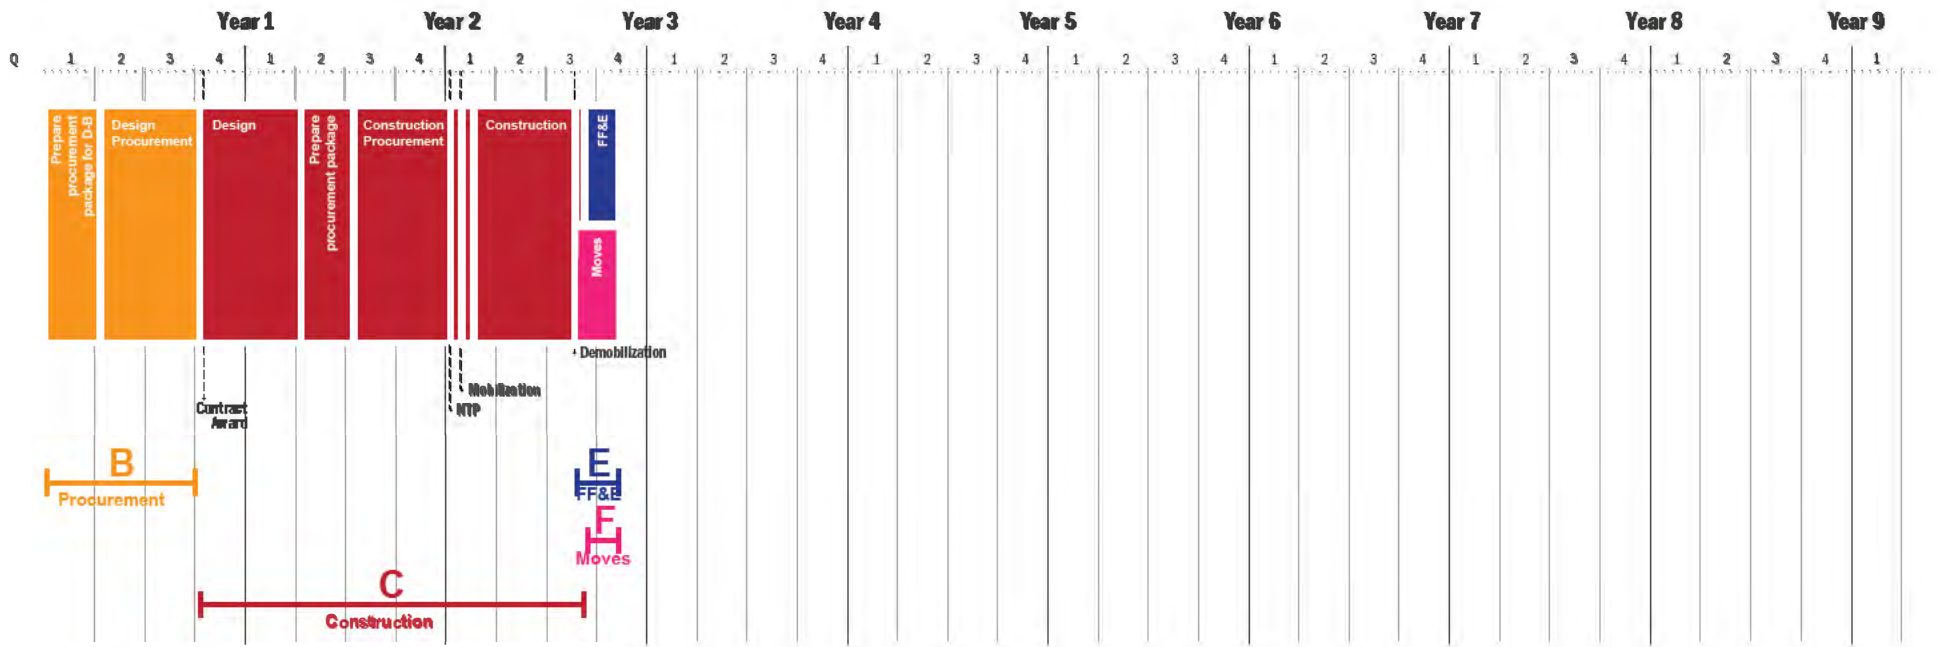 Year 1 Year 2 Year 3 Year 4 Year 5 Year 6 Year 7 Year 8 Year 9
Q 1 2 3 4 1 2 3 4 1 2 3 4 1 2 3 4 1 2 3 4 1 2 3 4 1 2 3 4 1 2 3 4 1 2 3 4 1
Prepare
procurement
package for D-B
Design
Procurement
Design
Prepare
procurement package
Construction
Procurement
Construction
FF&E
Moves
Demobilization
Mobilization
NTP
Contract
Award
B
Procurement
E
FF&E
F
Moves
C
Construction